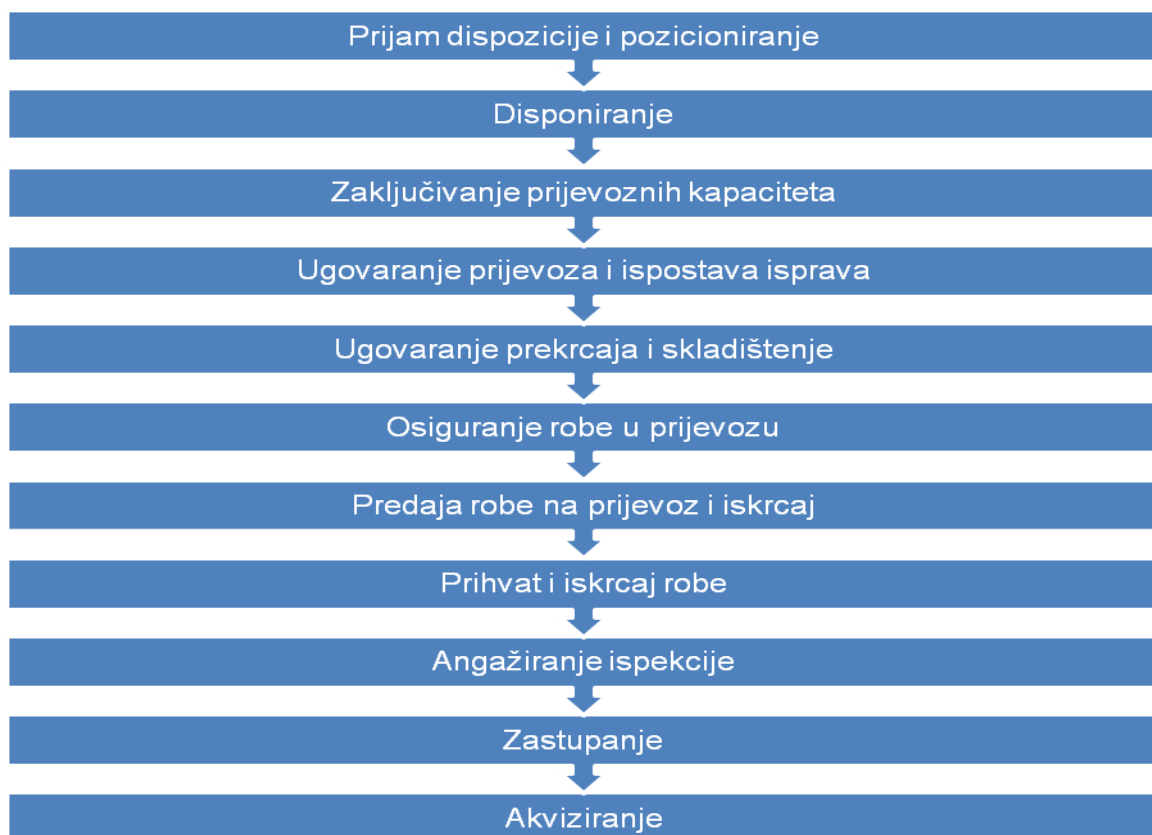 Prijam dispozicije i pozicioniranje
Disponiranje
Zaključivanje prijevoznih kapaciteta
Ugovaranje prijevoza i ispostava isprava
Ugovaranje prekrcaja i skladištenje
Osiguranje robe u prijevozu
Predaja robe na prijevoz i iskrcaj
Prihvat i iskrcaj robe
Angažiranje ispekcije
Zastupanje
Akviziranje